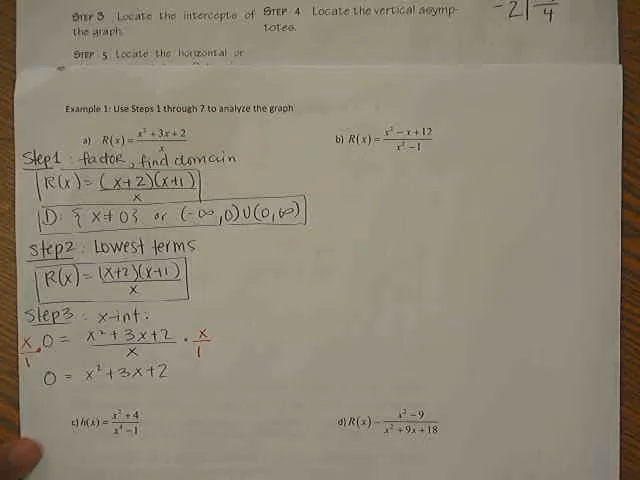 STEP 3 Locate the intercepts of the graph.
STEP 4 Locate the vertical asymptotes.
STEP 5 Locate the horizontal or
-2
4
Example 1: Use Steps 1 through 7 to analyze the graph
a) R(x) = (x² + 3x + 2)/x
b) R(x) = (x² − x + 12)/(x² − 1)
Step1: factor, find domain
R(x) = (x+2)(x+1)/x
D: { x ≠ 0} or (-∞, 0) U (0, ∞)
Step2: Lowest terms
R(x) = (x+2)(x+1)/x
Step3: x-int:
x/1 · 0 = (x² + 3x + 2)/x · x/1
0 = x² + 3x + 2
c) h(x) = (x² + 4)/(x⁴ − 1)
d) R(x) − (x² − 9)/(x² + 9x + 18)